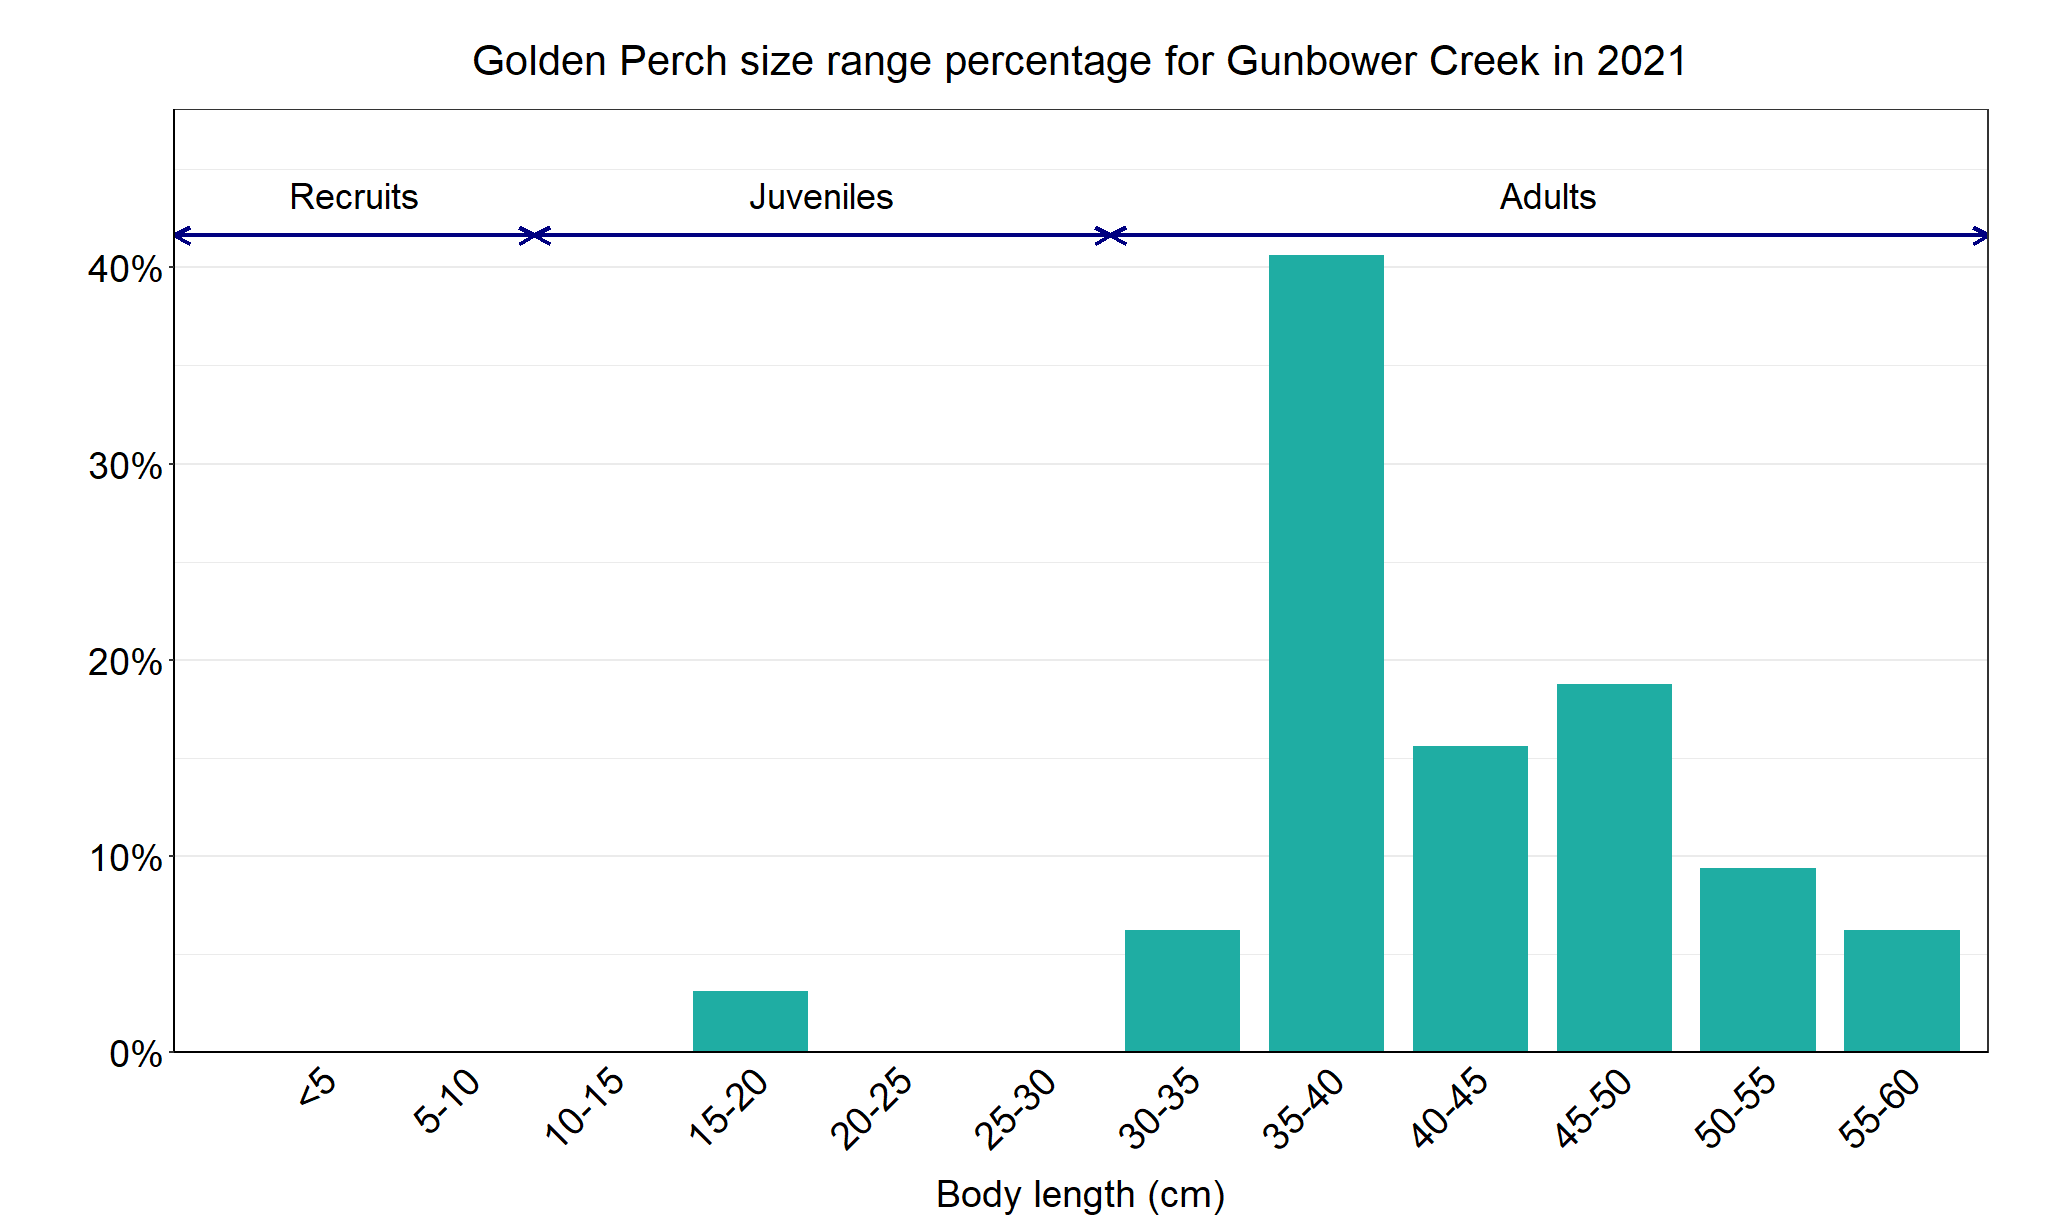 Golden Perch size range percentage for Gunbower Creek in 2021
Recruits Juveniles Adults
40%
30%
20%
10%
0%
<5 5-10 10-15 15-20 20-25 25-30 30-35 35-40 40-45 45-50 50-55 55-60
Body length (cm)